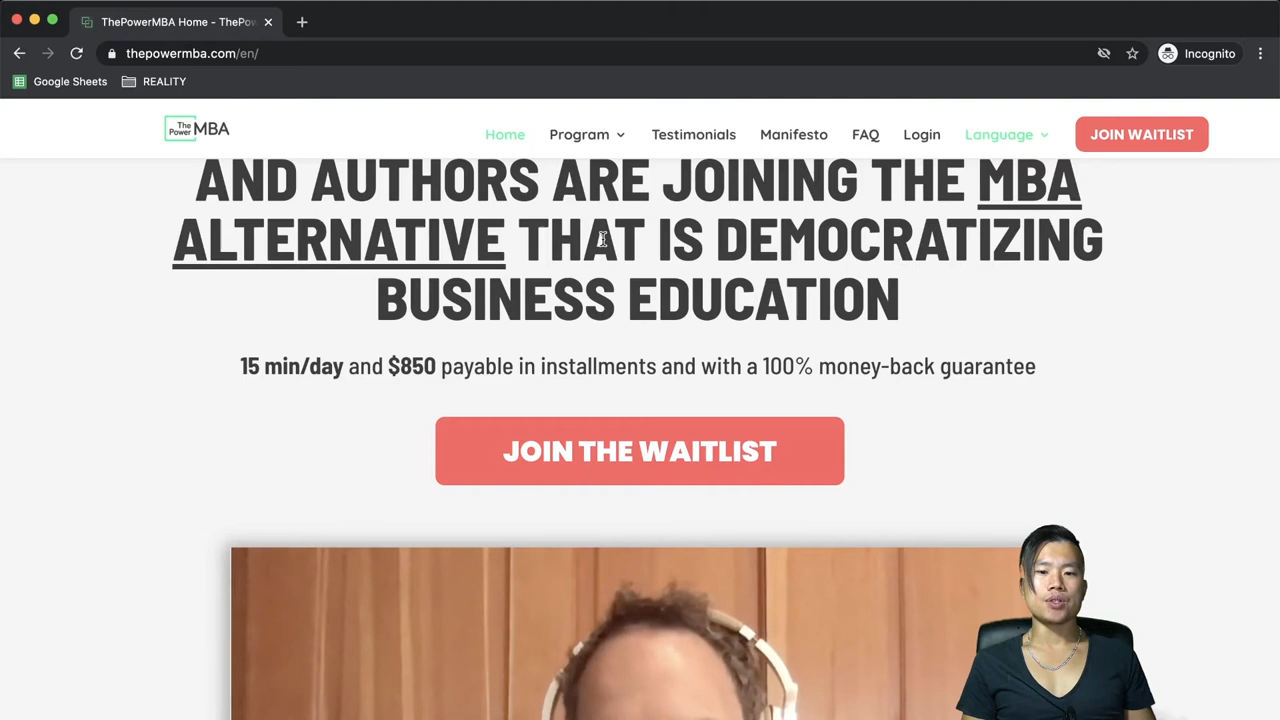 ThePowerMBA Home - ThePow
thepowermba.com/en/
Incognito
Google Sheets
REALITY
The Power MBA
Home
Program
Testimonials
Manifesto
FAQ
Login
Language
JOIN WAITLIST
AND AUTHORS ARE JOINING THE MBA
ALTERNATIVE THAT IS DEMOCRATIZING
BUSINESS EDUCATION
15 min/day and $850 payable in installments and with a 100% money-back guarantee
JOIN THE WAITLIST